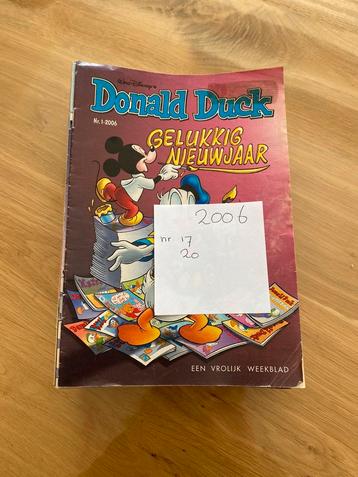 Walt Disney's
Donald Duck
Nr. 1-2006
GELUKKIG
NIEUWJAAR
2006
nr 17
20
EEN VROLIJK WEEKBLAD